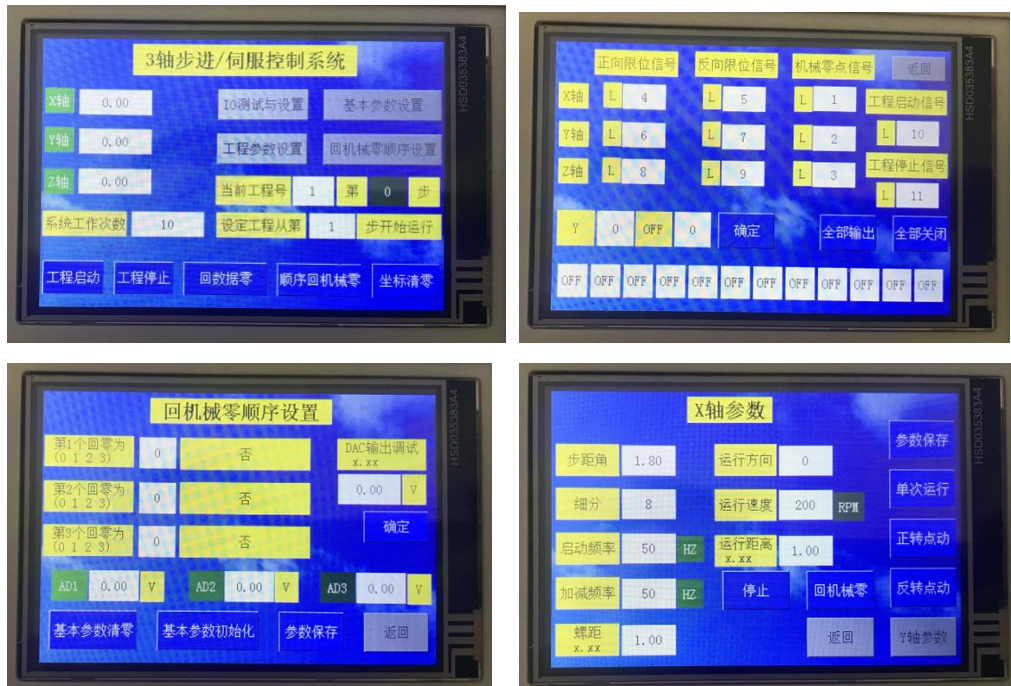 3轴步进/伺服控制系统
X轴 0.00 IO测试与设置 基本参数设置
Y轴 0.00 工程参数设置 回机械零顺序设置
Z轴 0.00 当前工程号 1 第 0 步
系统工作次数 10 设定工程从第 1 步开始运行
工程启动 工程停止 回数据零 顺序回机械零 坐标清零
HSD035383A4
正向限位信号 反向限位信号 机械零点信号 返回
X轴 L 4 L 5 L 1 工程启动信号
L 10
Y轴 L 6 L 7 L 2
工程停止信号
Z轴 L 8 L 9 L 3
L 11
Y 0 OFF 0 确定 全部输出 全部关闭
OFF OFF OFF OFF OFF OFF OFF OFF OFF OFF OFF OFF
HSD035383A4
回机械零顺序设置
第1个回零为
(0 1 2 3) 0 否
DAC输出调试
x.xx
0.00 V
第2个回零为
(0 1 2 3) 0 否
确定
第3个回零为
(0 1 2 3) 0 否
AD1 0.00 V AD2 0.00 V AD3 0.00 V
基本参数清零 基本参数初始化 参数保存 返回
HSD035383A4
X轴参数
参数保存
步距角 1.80 运行方向 0
单次运行
细分 8 运行速度 200 RPM
正转点动
启动频率 50 HZ 运行距离
x.xx 1.00
加减频率 50 HZ 停止 回机械零 反转点动
螺距
x.xx 1.00 返回 Y轴参数
HSD035383A4